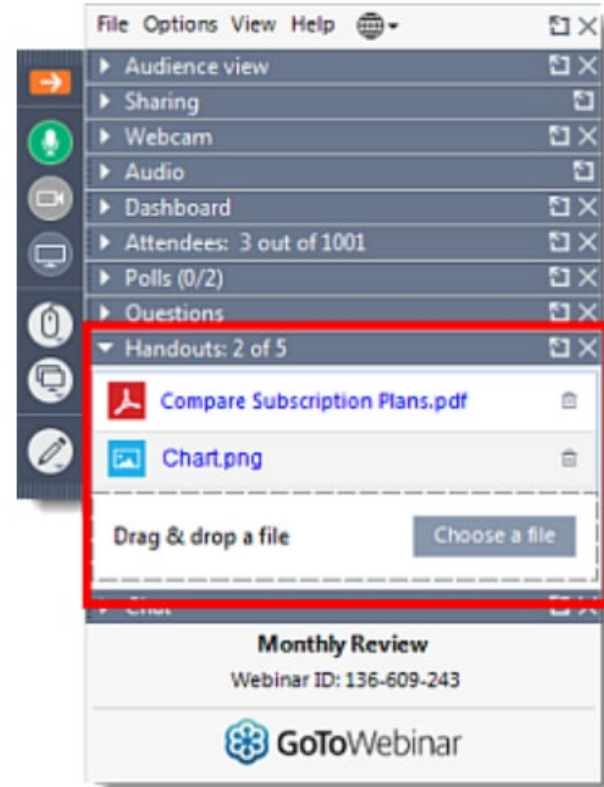 File Options View Help
Audience view
Sharing
Webcam
Audio
Dashboard
Attendees: 3 out of 1001
Polls (0/2)
Questions
Handouts: 2 of 5
Compare Subscription Plans.pdf
Chart.png
Drag & drop a file Choose a file
Chat
Monthly Review
Webinar ID: 136-609-243
GoToWebinar